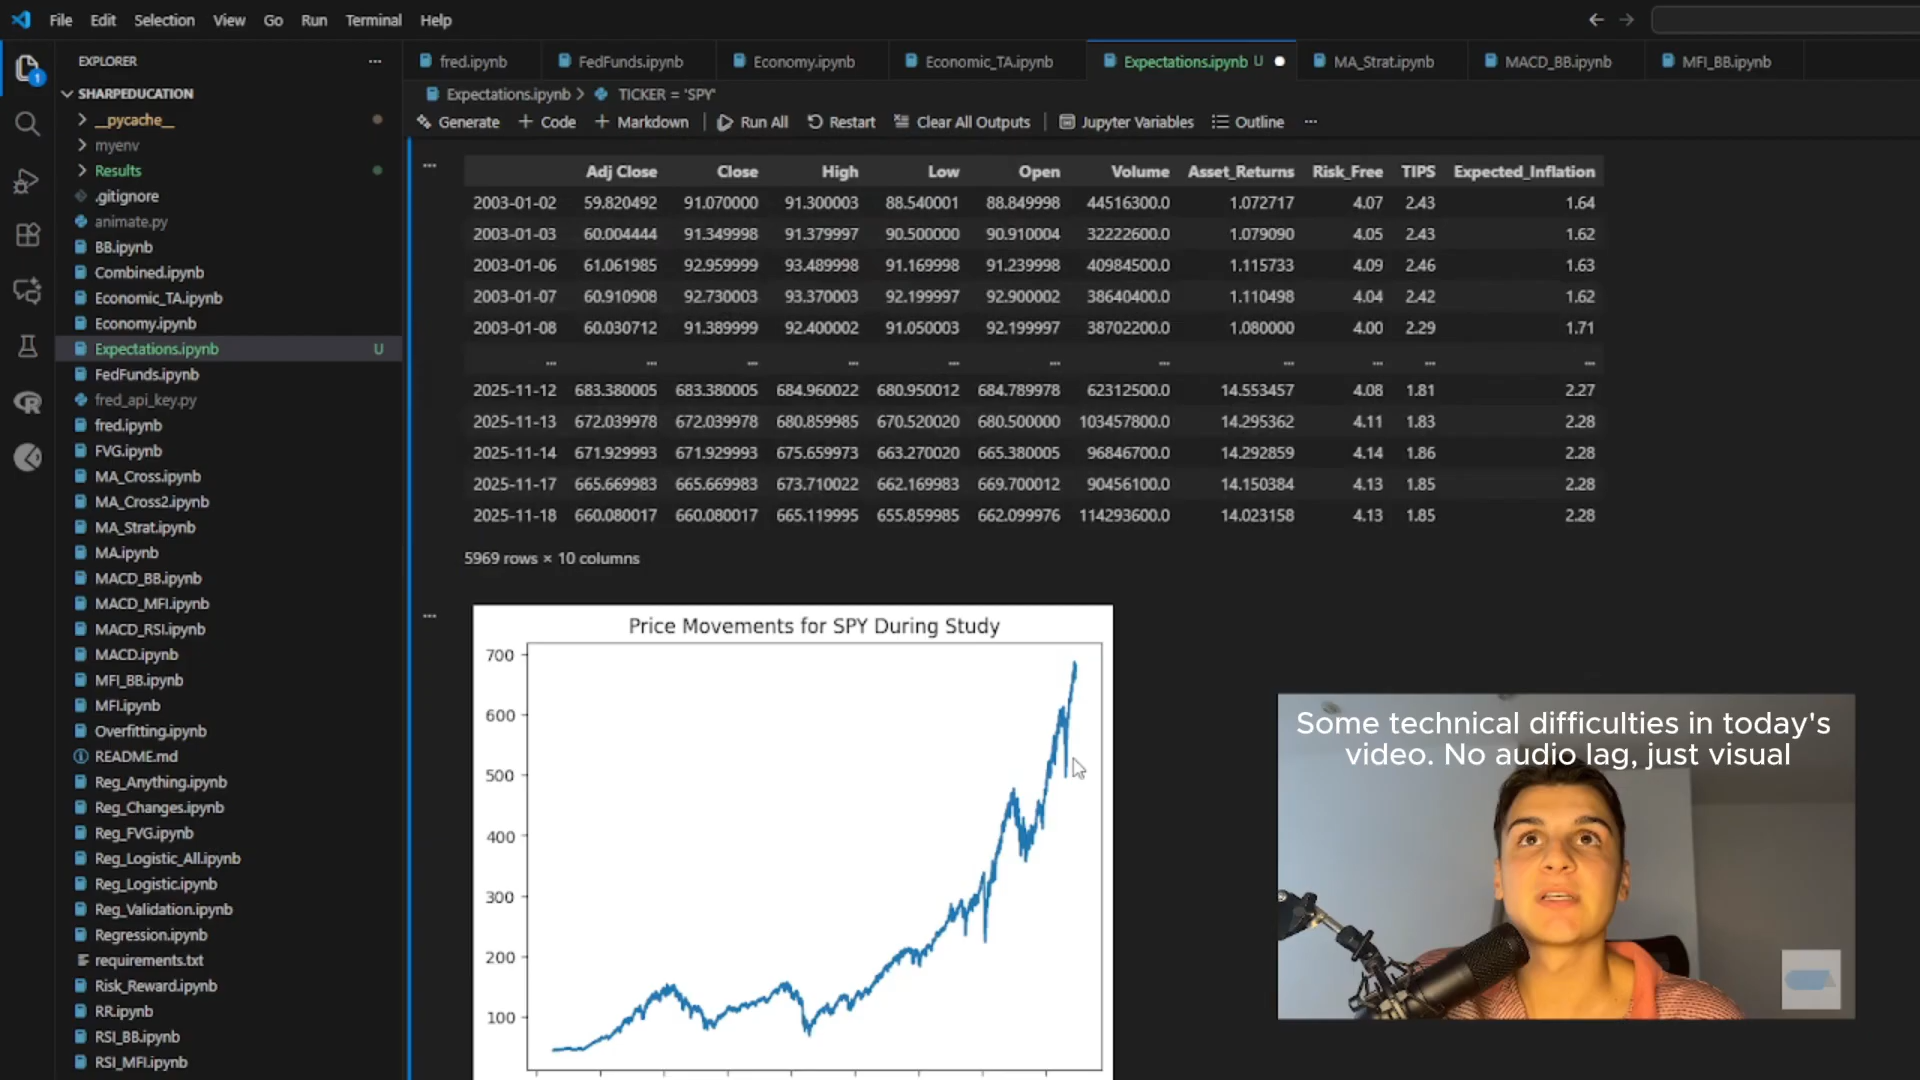 File Edit Selection View Go Run Terminal Help
EXPLORER
SHARPEDUCATION
__pycache__
myenv
Results
.gitignore
animate.py
BB.ipynb
Combined.ipynb
Economic_TA.ipynb
Economy.ipynb
Expectations.ipynb U
FedFunds.ipynb
fred_api_key.py
fred.ipynb
FVG.ipynb
MA_Cross.ipynb
MA_Cross2.ipynb
MA_Strat.ipynb
MA.ipynb
MACD_BB.ipynb
MACD_MFI.ipynb
MACD_RSI.ipynb
MACD.ipynb
MFI_BB.ipynb
MFI.ipynb
Overfitting.ipynb
README.md
Reg_Anything.ipynb
Reg_Changes.ipynb
Reg_FVG.ipynb
Reg_Logistic_All.ipynb
Reg_Logistic.ipynb
Reg_Validation.ipynb
Regression.ipynb
requirements.txt
Risk_Reward.ipynb
RR.ipynb
RSI_BB.ipynb
RSI_MFI.ipynb
1
fred.ipynb FedFunds.ipynb Economy.ipynb Economic_TA.ipynb Expectations.ipynb U MA_Strat.ipynb MACD_BB.ipynb MFI_BB.ipynb
Expectations.ipynb > TICKER = 'SPY'
Generate + Code + Markdown Run All Restart Clear All Outputs Jupyter Variables Outline ...
Adj Close Close High Low Open Volume Asset_Returns Risk_Free TIPS Expected_Inflation
2003-01-02 59.820492 91.070000 91.300003 88.540001 88.849998 44516300.0 1.072717 4.07 2.43 1.64
2003-01-03 60.004444 91.349998 91.379997 90.500000 90.910004 32222600.0 1.079090 4.05 2.43 1.62
2003-01-06 61.061985 92.959999 93.489998 91.169998 91.239998 40984500.0 1.115733 4.09 2.46 1.63
2003-01-07 60.910908 92.730003 93.370003 92.199997 92.900002 38640400.0 1.110498 4.04 2.42 1.62
2003-01-08 60.030712 91.389999 92.400002 91.050003 92.199997 38702200.0 1.080000 4.00 2.29 1.71
... ... ... ... ... ... ... ... ... ... ...
2025-11-12 683.380005 683.380005 684.960022 680.950012 684.789978 62312500.0 14.553457 4.08 1.81 2.27
2025-11-13 672.039978 672.039978 680.859985 670.520020 680.500000 103457800.0 14.295362 4.11 1.83 2.28
2025-11-14 671.929993 671.929993 675.659973 663.270020 665.380005 96846700.0 14.292859 4.14 1.86 2.28
2025-11-17 665.669983 665.669983 673.710022 662.169983 669.700012 90456100.0 14.150384 4.13 1.85 2.28
2025-11-18 660.080017 660.080017 665.119995 655.859985 662.099976 114293600.0 14.023158 4.13 1.85 2.28
5969 rows × 10 columns
Price Movements for SPY During Study
700
600
500
400
300
200
100
Some technical difficulties in today's
video. No audio lag, just visual